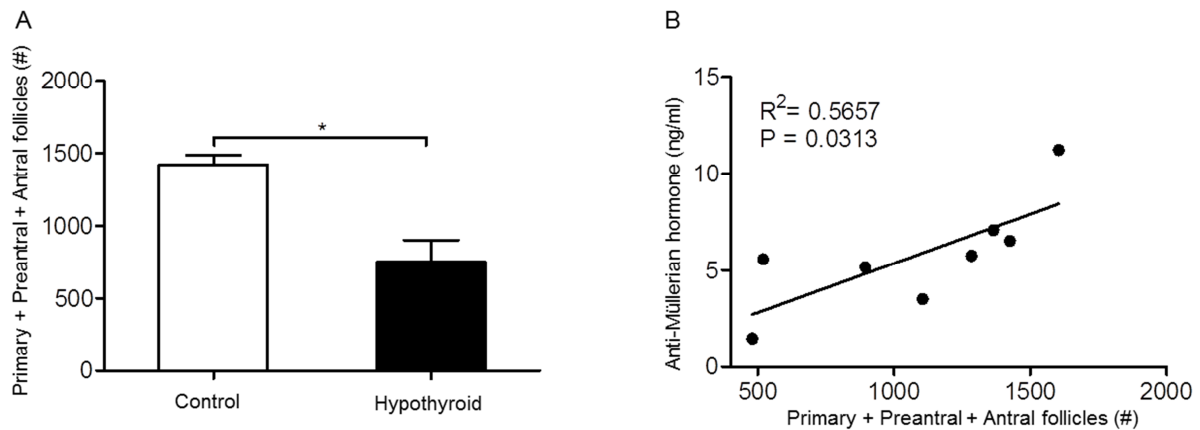 A
Primary + Preantral + Antral follicles (#)
2000
1500
1000
500
0
*
Control
Hypothyroid
B
Anti-Müllerian hormone (ng/ml)
15
10
5
0
R²= 0.5657
P = 0.0313
500
1000
1500
2000
Primary + Preantral + Antral follicles (#)